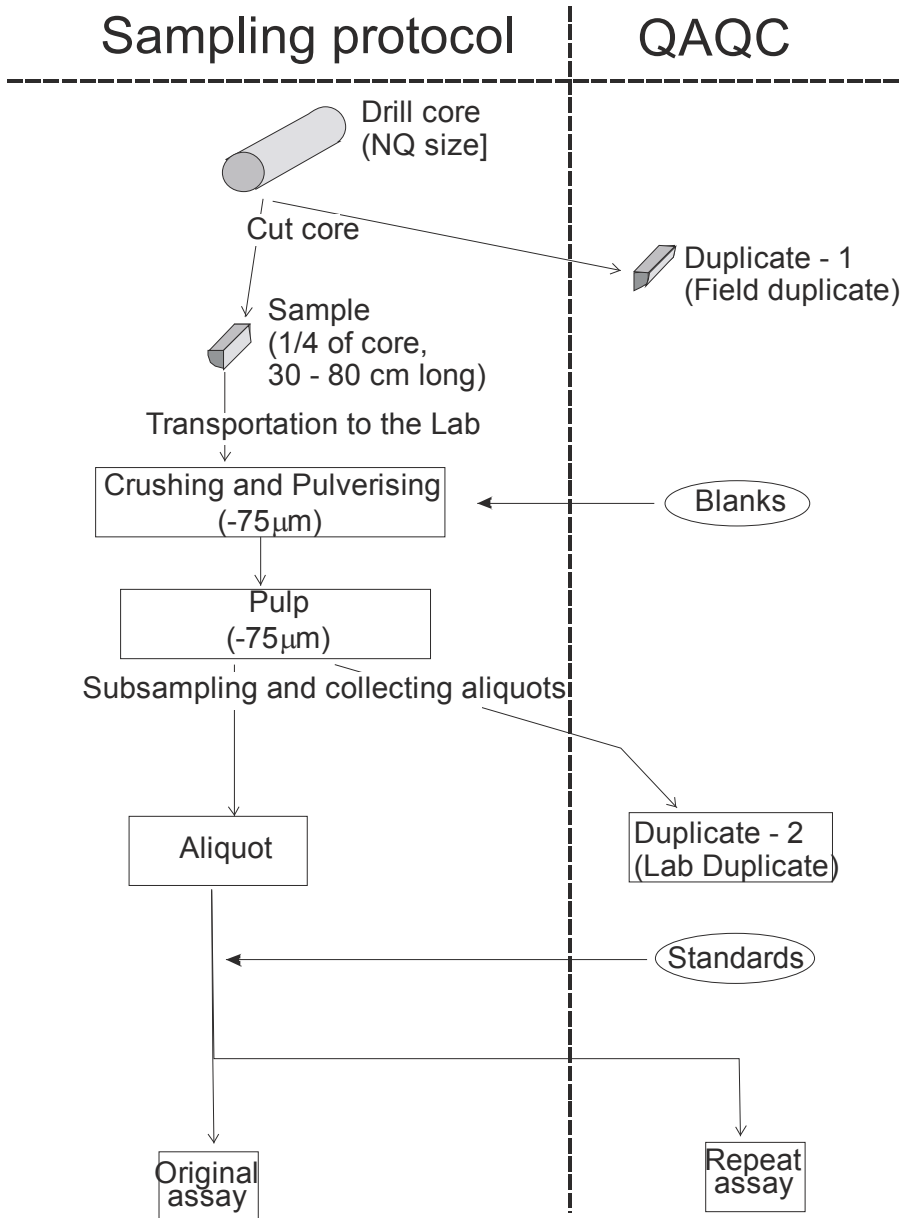 Sampling protocol
QAQC
Drill core
(NQ size]
Cut core
Duplicate - 1
(Field duplicate)
Sample
(1/4 of core,
30 - 80 cm long)
Transportation to the Lab
Crushing and Pulverising
(-75μm)
Blanks
Pulp
(-75μm)
Subsampling and collecting aliquots
Aliquot
Duplicate - 2
(Lab Duplicate)
Standards
Original
assay
Repeat
assay